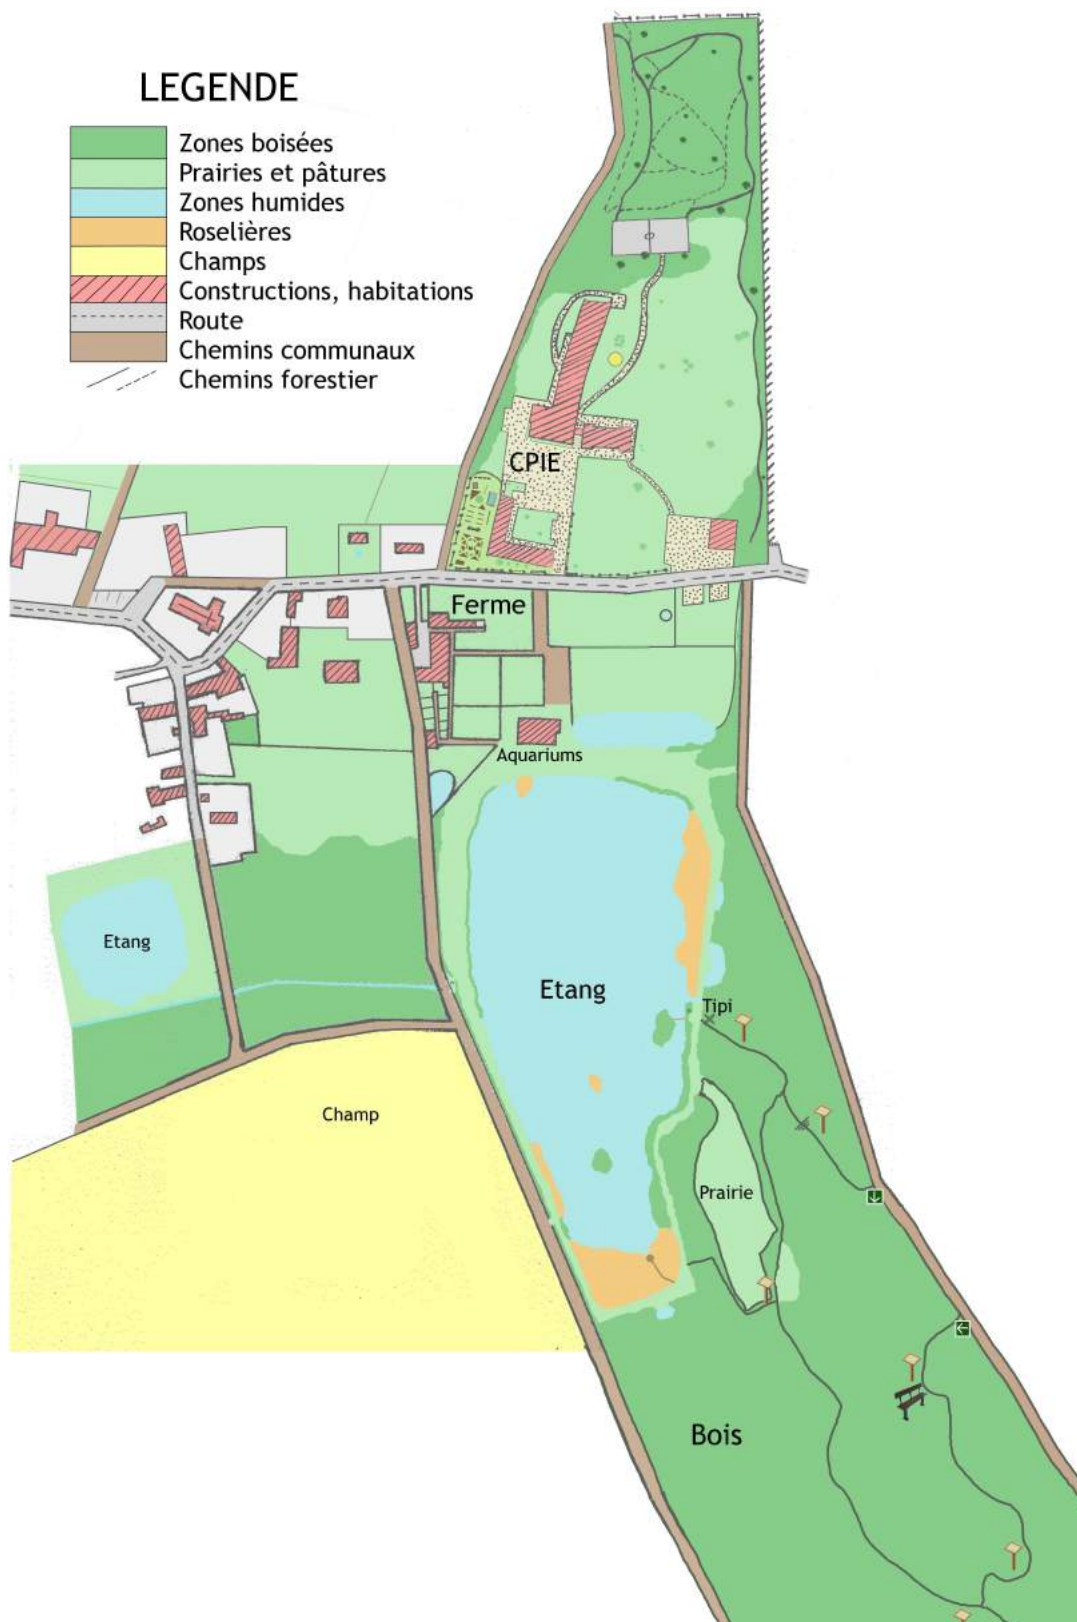 LEGENDE
Zones boisées
Prairies et pâtures
Zones humides
Roselières
Champs
Constructions, habitations
Route
Chemins communaux
Chemins forestier
CPIE
Ferme
Aquariums
Etang
Etang
Tipi
Champ
Prairie
Bois